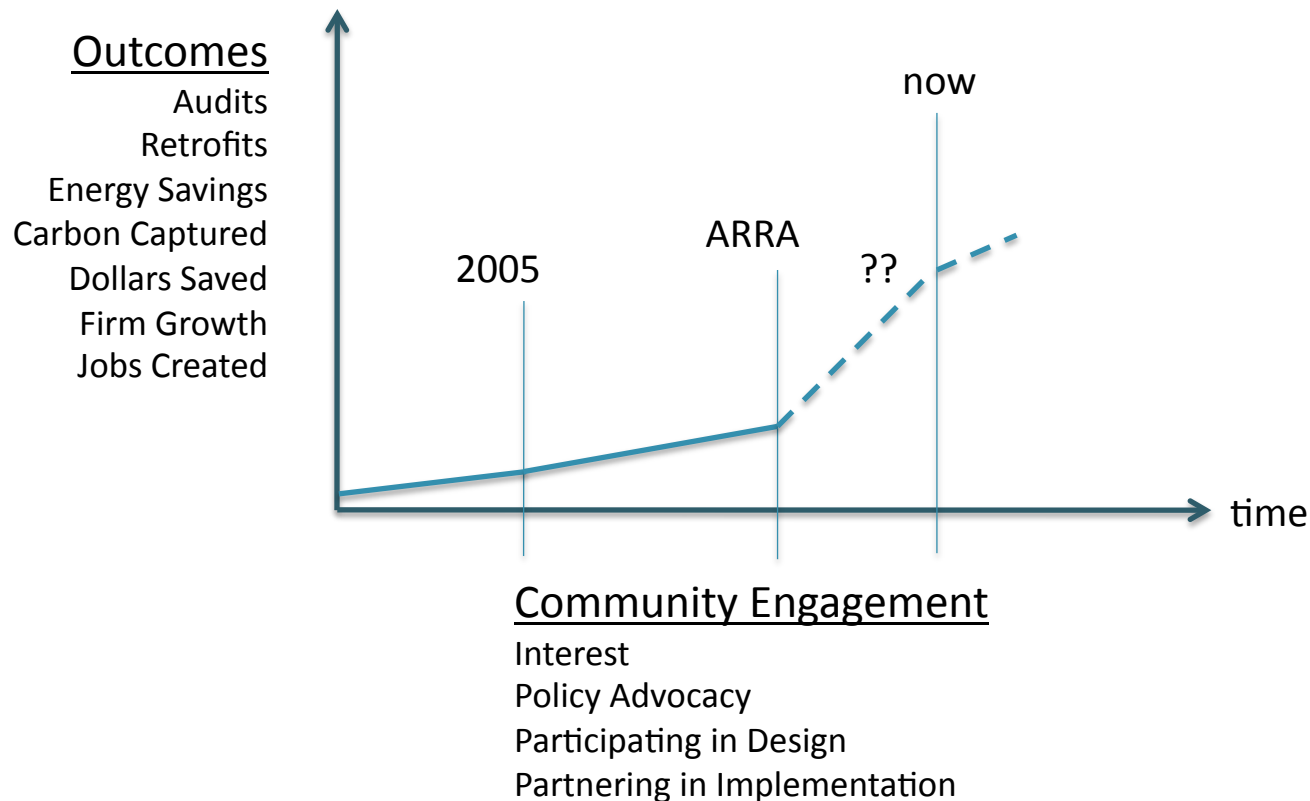 Outcomes
Audits
Retrofits
Energy Savings
Carbon Captured
Dollars Saved
Firm Growth
Jobs Created
2005
ARRA
??
now
time
Community Engagement
Interest
Policy Advocacy
Participating in Design
Partnering in Implementation